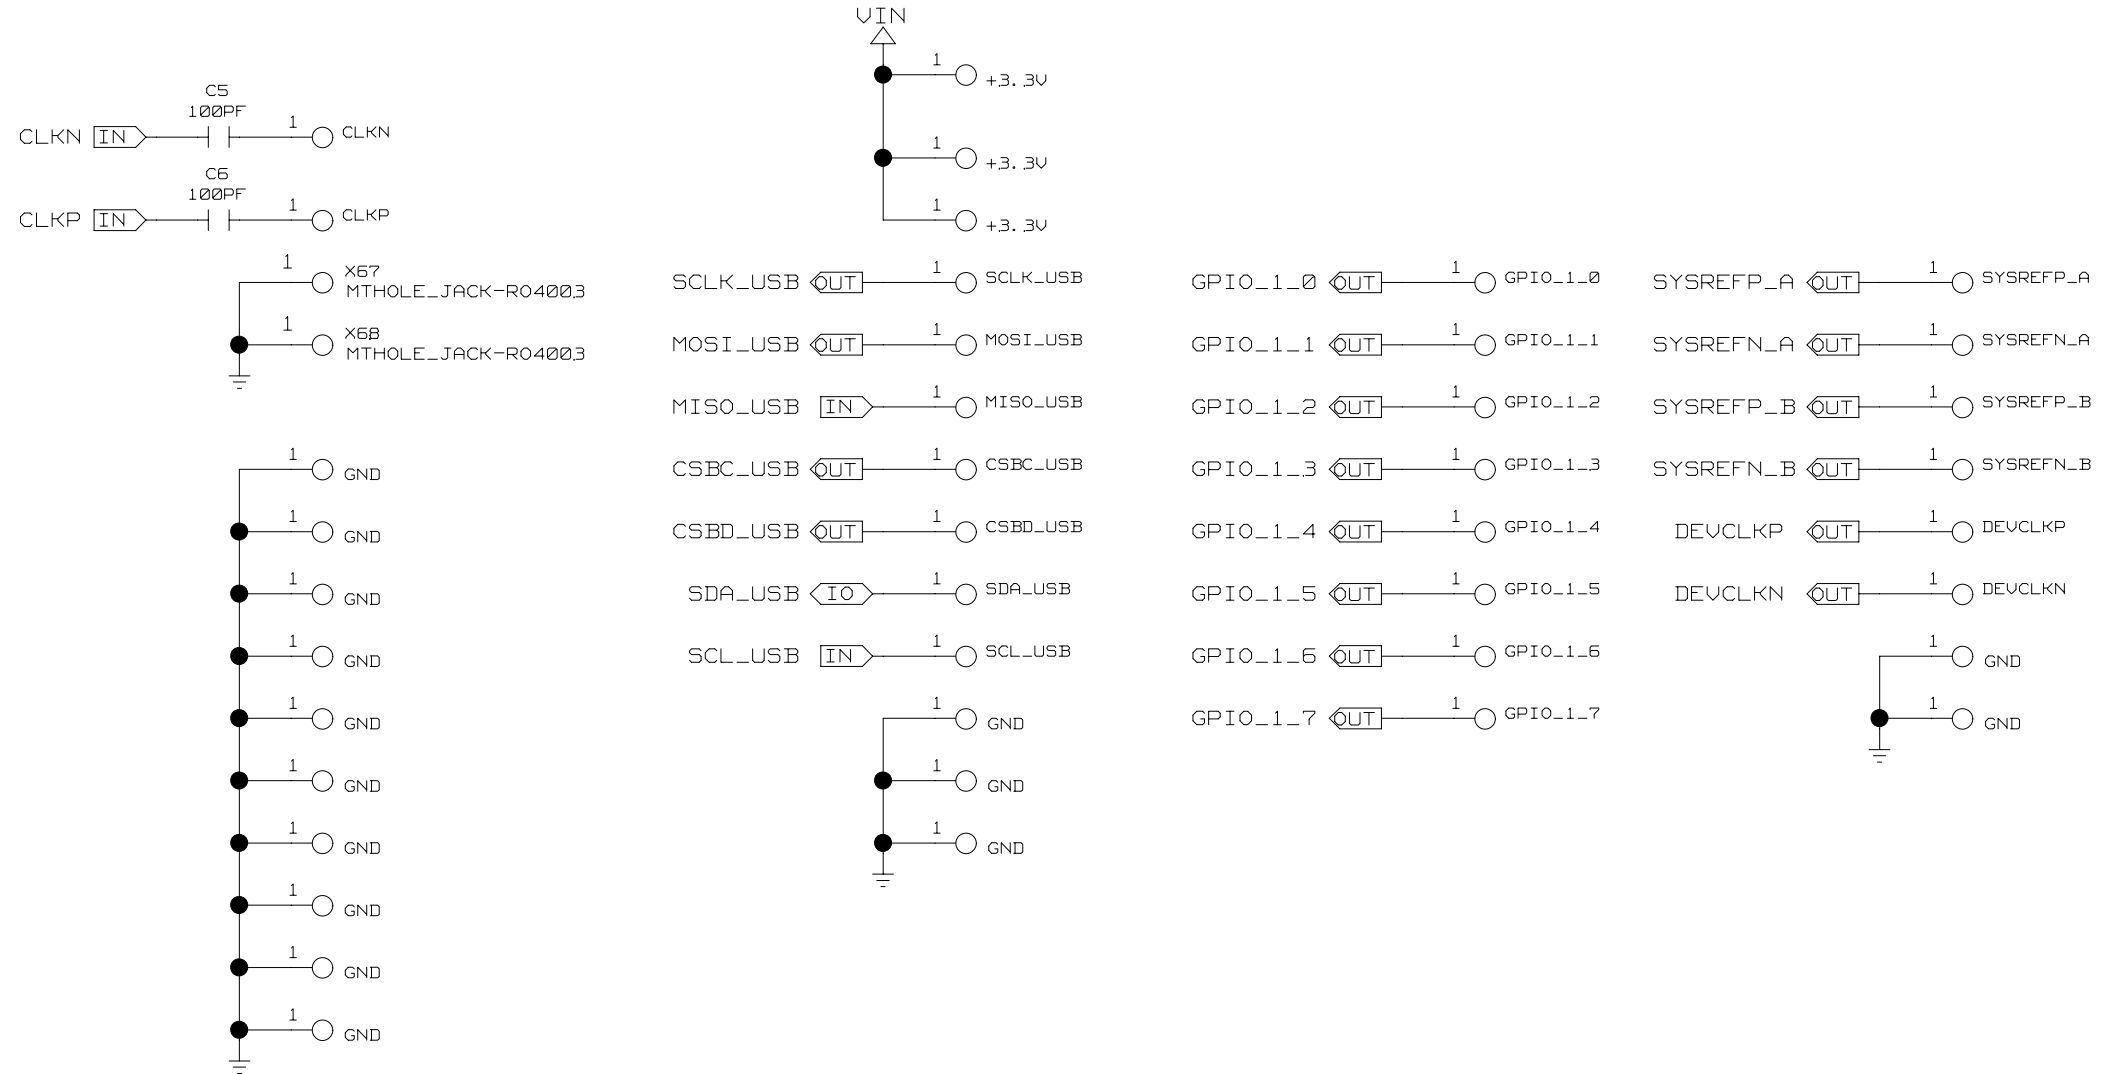 VIN
1
+3.3V
1
+3.3V
1
+3.3V
C5
100PF
CLKN IN 1 CLKN
C6
100PF
CLKP IN 1 CLKP
1 X67
MTHOLE_JACK-RO4003
1 X68
MTHOLE_JACK-RO4003
1 GND
1 GND
1 GND
1 GND
1 GND
1 GND
1 GND
1 GND
1 GND
1 GND
SCLK_USB OUT 1 SCLK_USB
MOSI_USB OUT 1 MOSI_USB
MISO_USB IN 1 MISO_USB
CSBC_USB OUT 1 CSBC_USB
CSBD_USB OUT 1 CSBD_USB
SDA_USB IO 1 SDA_USB
SCL_USB IN 1 SCL_USB
1 GND
1 GND
1 GND
GPIO_1_0 OUT 1 GPIO_1_0
GPIO_1_1 OUT 1 GPIO_1_1
GPIO_1_2 OUT 1 GPIO_1_2
GPIO_1_3 OUT 1 GPIO_1_3
GPIO_1_4 OUT 1 GPIO_1_4
GPIO_1_5 OUT 1 GPIO_1_5
GPIO_1_6 OUT 1 GPIO_1_6
GPIO_1_7 OUT 1 GPIO_1_7
SYSREFP_A OUT 1 SYSREFP_A
SYSREFN_A OUT 1 SYSREFN_A
SYSREFP_B OUT 1 SYSREFP_B
SYSREFN_B OUT 1 SYSREFN_B
DEVCLKP OUT 1 DEVCLKP
DEVCLKN OUT 1 DEVCLKN
1 GND
1 GND